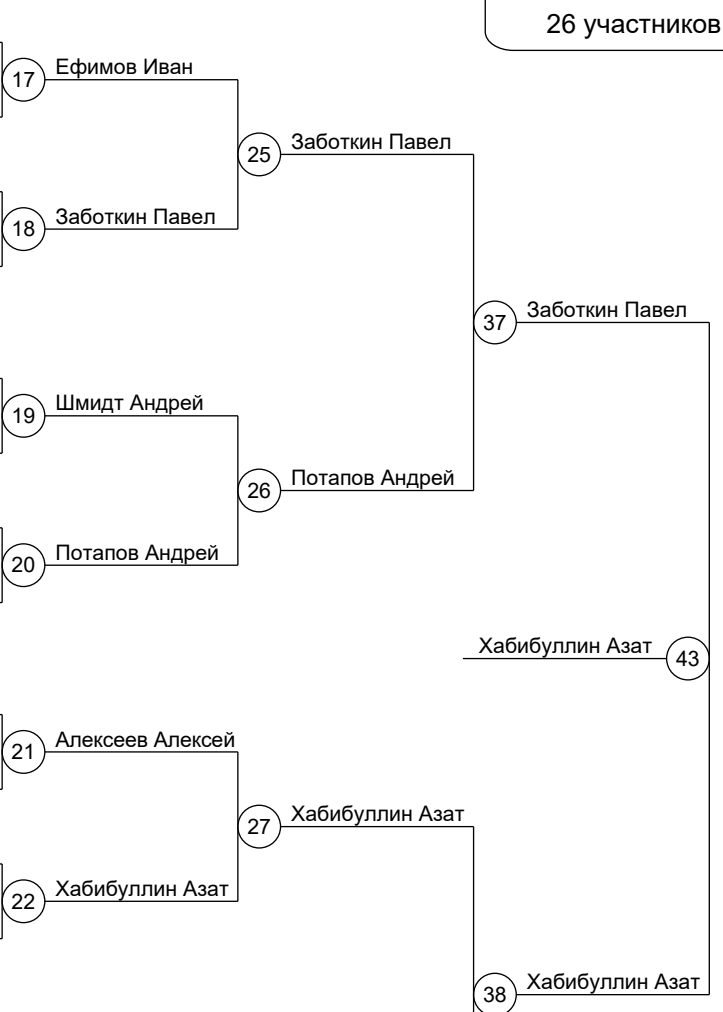 26 участников
17 Ефимов Иван
25 Заботкин Павел
18 Заботкин Павел
37 Заботкин Павел
19 Шмидт Андрей
26 Потапов Андрей
20 Потапов Андрей
Хабибуллин Азат 43
21 Алексеев Алексей
27 Хабибуллин Азат
22 Хабибуллин Азат
38 Хабибуллин Азат